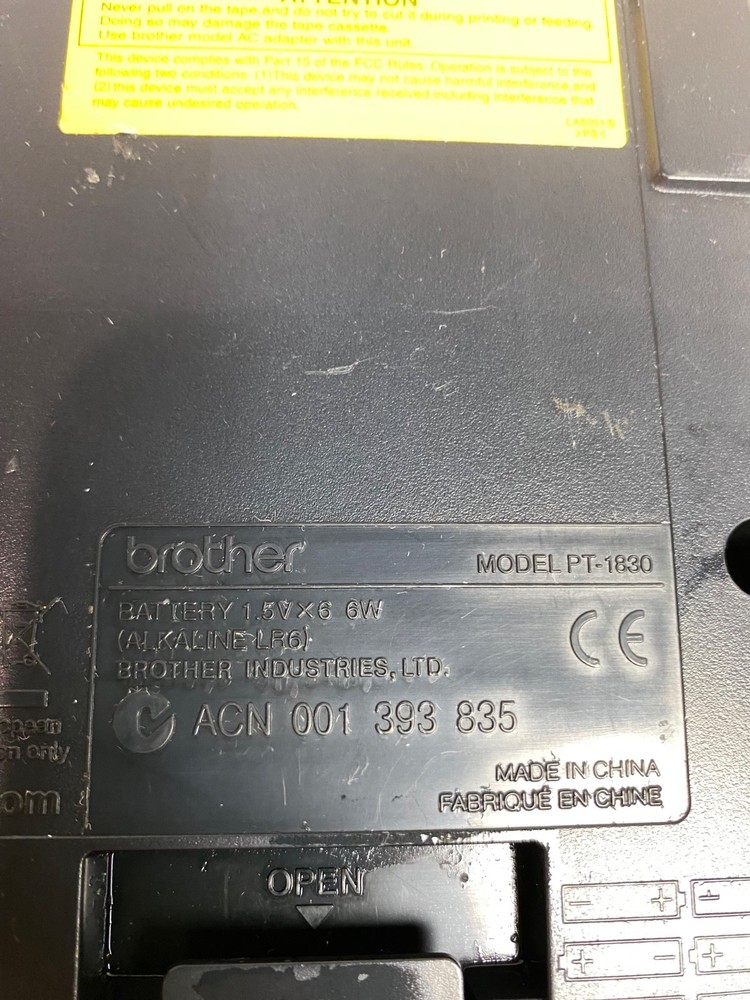 ATTENTION
Never pull on the tape,and do not try to cut it during printing or feeding.
Doing so may damage the tape cassette.
Use brother model AC adapter with this unit.
This device complies with Part 15 of the FCC Rules. Operation is subject to the
following two conditions: (1)This device may not cause harmful interference and
(2)this device must accept any interference received including interference that
may cause undesired operation.
brother
MODEL PT-1830
BATTERY 1.5V×6 6W
(ALKALINE LR6)
BROTHER INDUSTRIES, LTD.
CE
ACN 001 393 835
MADE IN CHINA
FABRIQUÉ EN CHINE
n only
om
OPEN